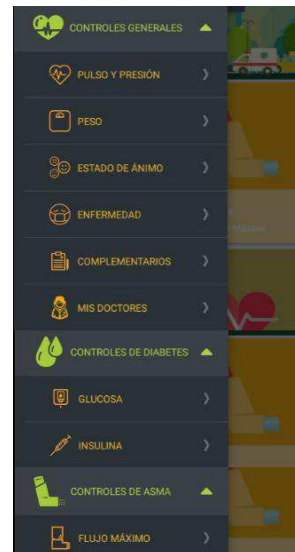 CONTROLES GENERALES
PULSO Y PRESIÓN
PESO
ESTADO DE ÁNIMO
ENFERMEDAD
COMPLEMENTARIOS
MIS DOCTORES
CONTROLES DE DIABETES
GLUCOSA
INSULINA
CONTROLES DE ASMA
FLUJO MÁXIMO